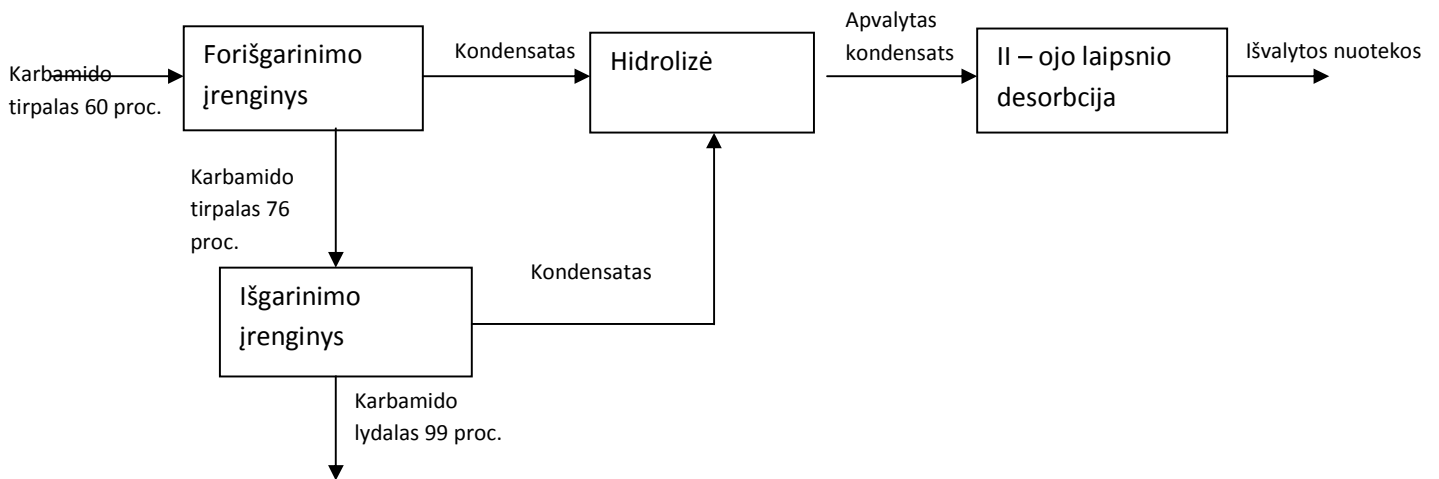 Karbamido
tirpalas 60 proc.
Forišgarinimo
įrenginys
Kondensatas
Hidrolizė
Apvalytas
kondensats
II – ojo laipsnio
desorbcija
Išvalytos nuotekos
Karbamido
tirpalas 76
proc.
Išgarinimo
įrenginys
Kondensatas
Karbamido
lydalas 99 proc.